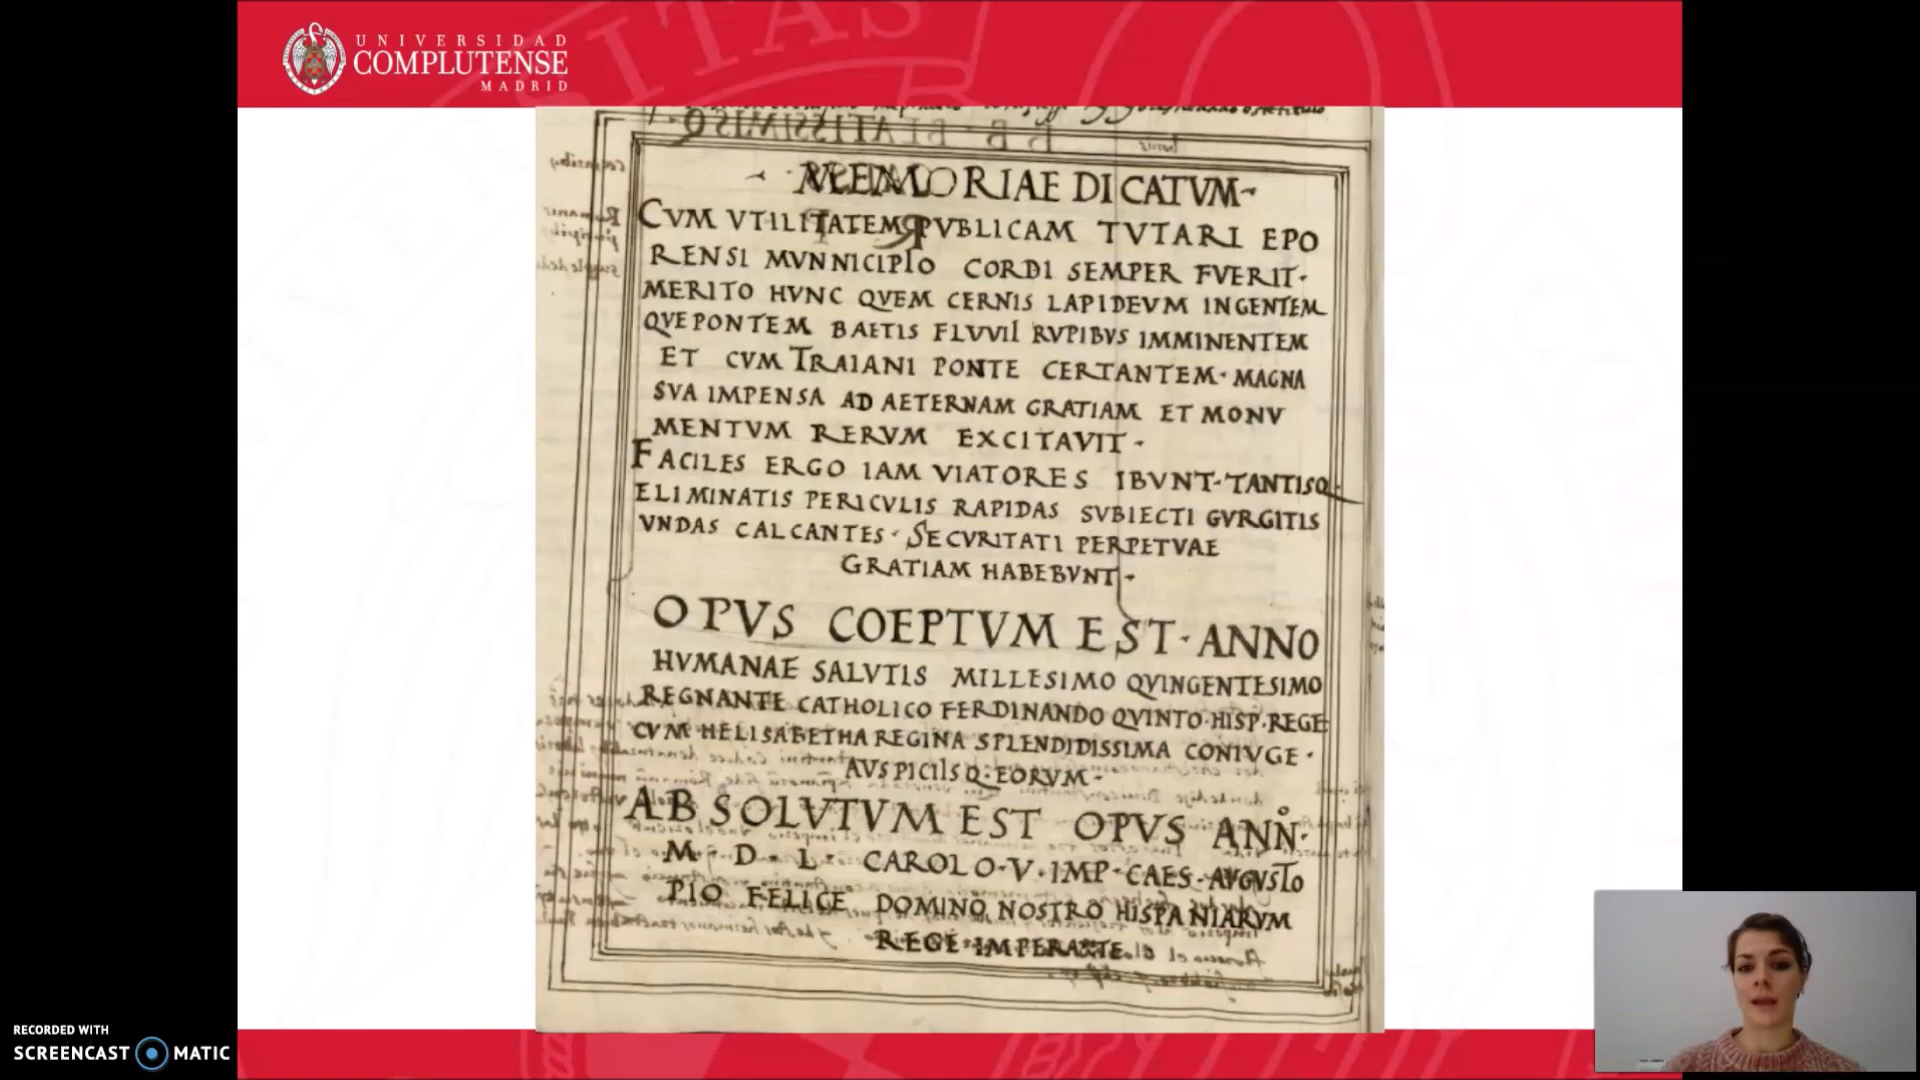 UNIVERSIDAD
COMPLUTENSE
MADRID
MEMORIAE DICATVM
CVM VTILITATEM PVBLICAM TVTARI EPO
RENSI MVNNICIPIO CORDI SEMPER FVERIT·
MERITO HVNC QVEM CERNIS LAPIDEVM INGENTEM
QVE PONTEM BAETIS FLVVII RVPIBVS IMMINENTEM
ET CVM TRAIANI PONTE CERTANTEM· MAGNA
SVA IMPENSA AD AETERNAM GRATIAM ET MONV
MENTVM RERVM EXCITAVIT·
FACILES ERGO IAM VIATORES IBVNT· TANTISQ
ELIMINATIS PERICVLIS RAPIDAS SVBIECTI GVRGITIS
VNDAS CALCANTES· SECVRITATI PERPETVAE
GRATIAM HABEBVNT·
OPVS COEPTVM EST· ANNO
HVMANAE SALVTIS MILLESIMO QVINGENTESIMO
REGNANTE CATHOLICO FERDINANDO QVINTO·HISP·REGE
CVM HELISABETHA REGINA SPLENDIDISSIMA CONIVGE·
AVSPICIISQ·EORVM·
ABSOLVTVM EST OPVS ANN̊·
M· D· L· CAROLO·V·IMP·CAES·AVGVSTO
PIO FELICE DOMINO NOSTRO HISPANIARVM
REGE IMPERANTE
RECORDED WITH
SCREENCAST MATIC